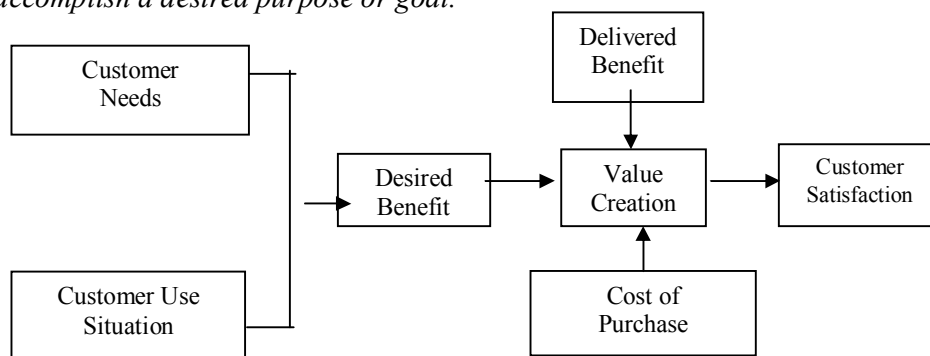 accomplish a desired purpose or goal.
Delivered
Benefit
Customer
Needs
Desired
Benefit
Value
Creation
Customer
Satisfaction
Customer Use
Situation
Cost of
Purchase